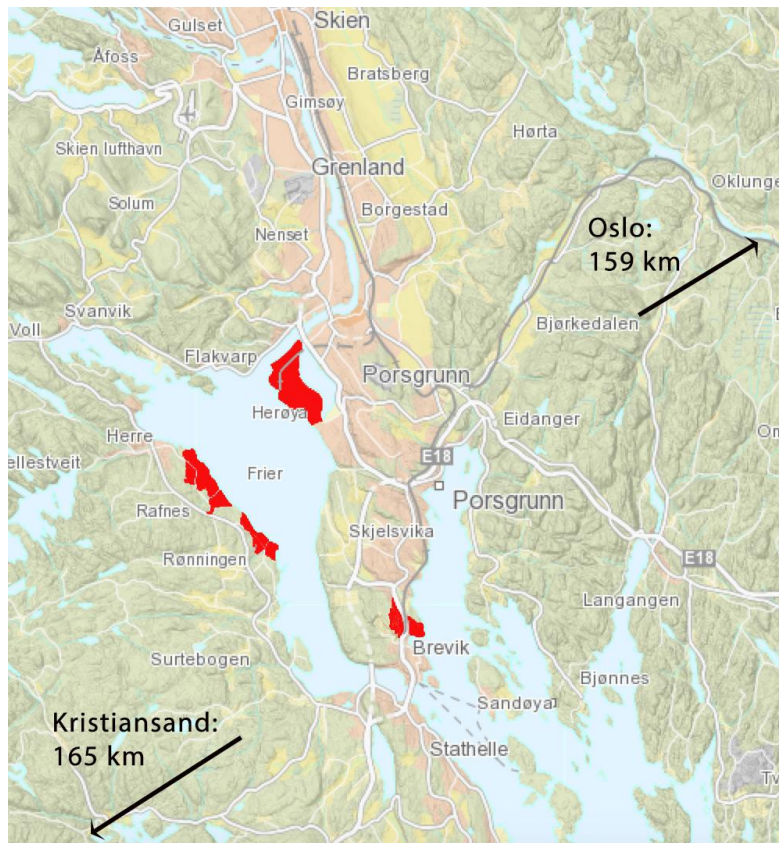 Skien
Gulset
Åfoss
Bratsberg
Gimsøy
Hørta
Skien lufthavn
Grenland
Oklunge
Solum
Borgestad
Nenset
Oslo:
159 km
Svanvik
Voll
Bjørkedalen
Flakvarp
Porsgrunn
Herøya
Eidanger
Herre
Om
ellestveit
E18
Frier
Porsgrunn
Rafnes
Skjelsvika
Rønningen
E18
Langangen
Brevik
Surtebogen
Bjønnes
Sandøya
Kristiansand:
165 km
Stathelle
Tv